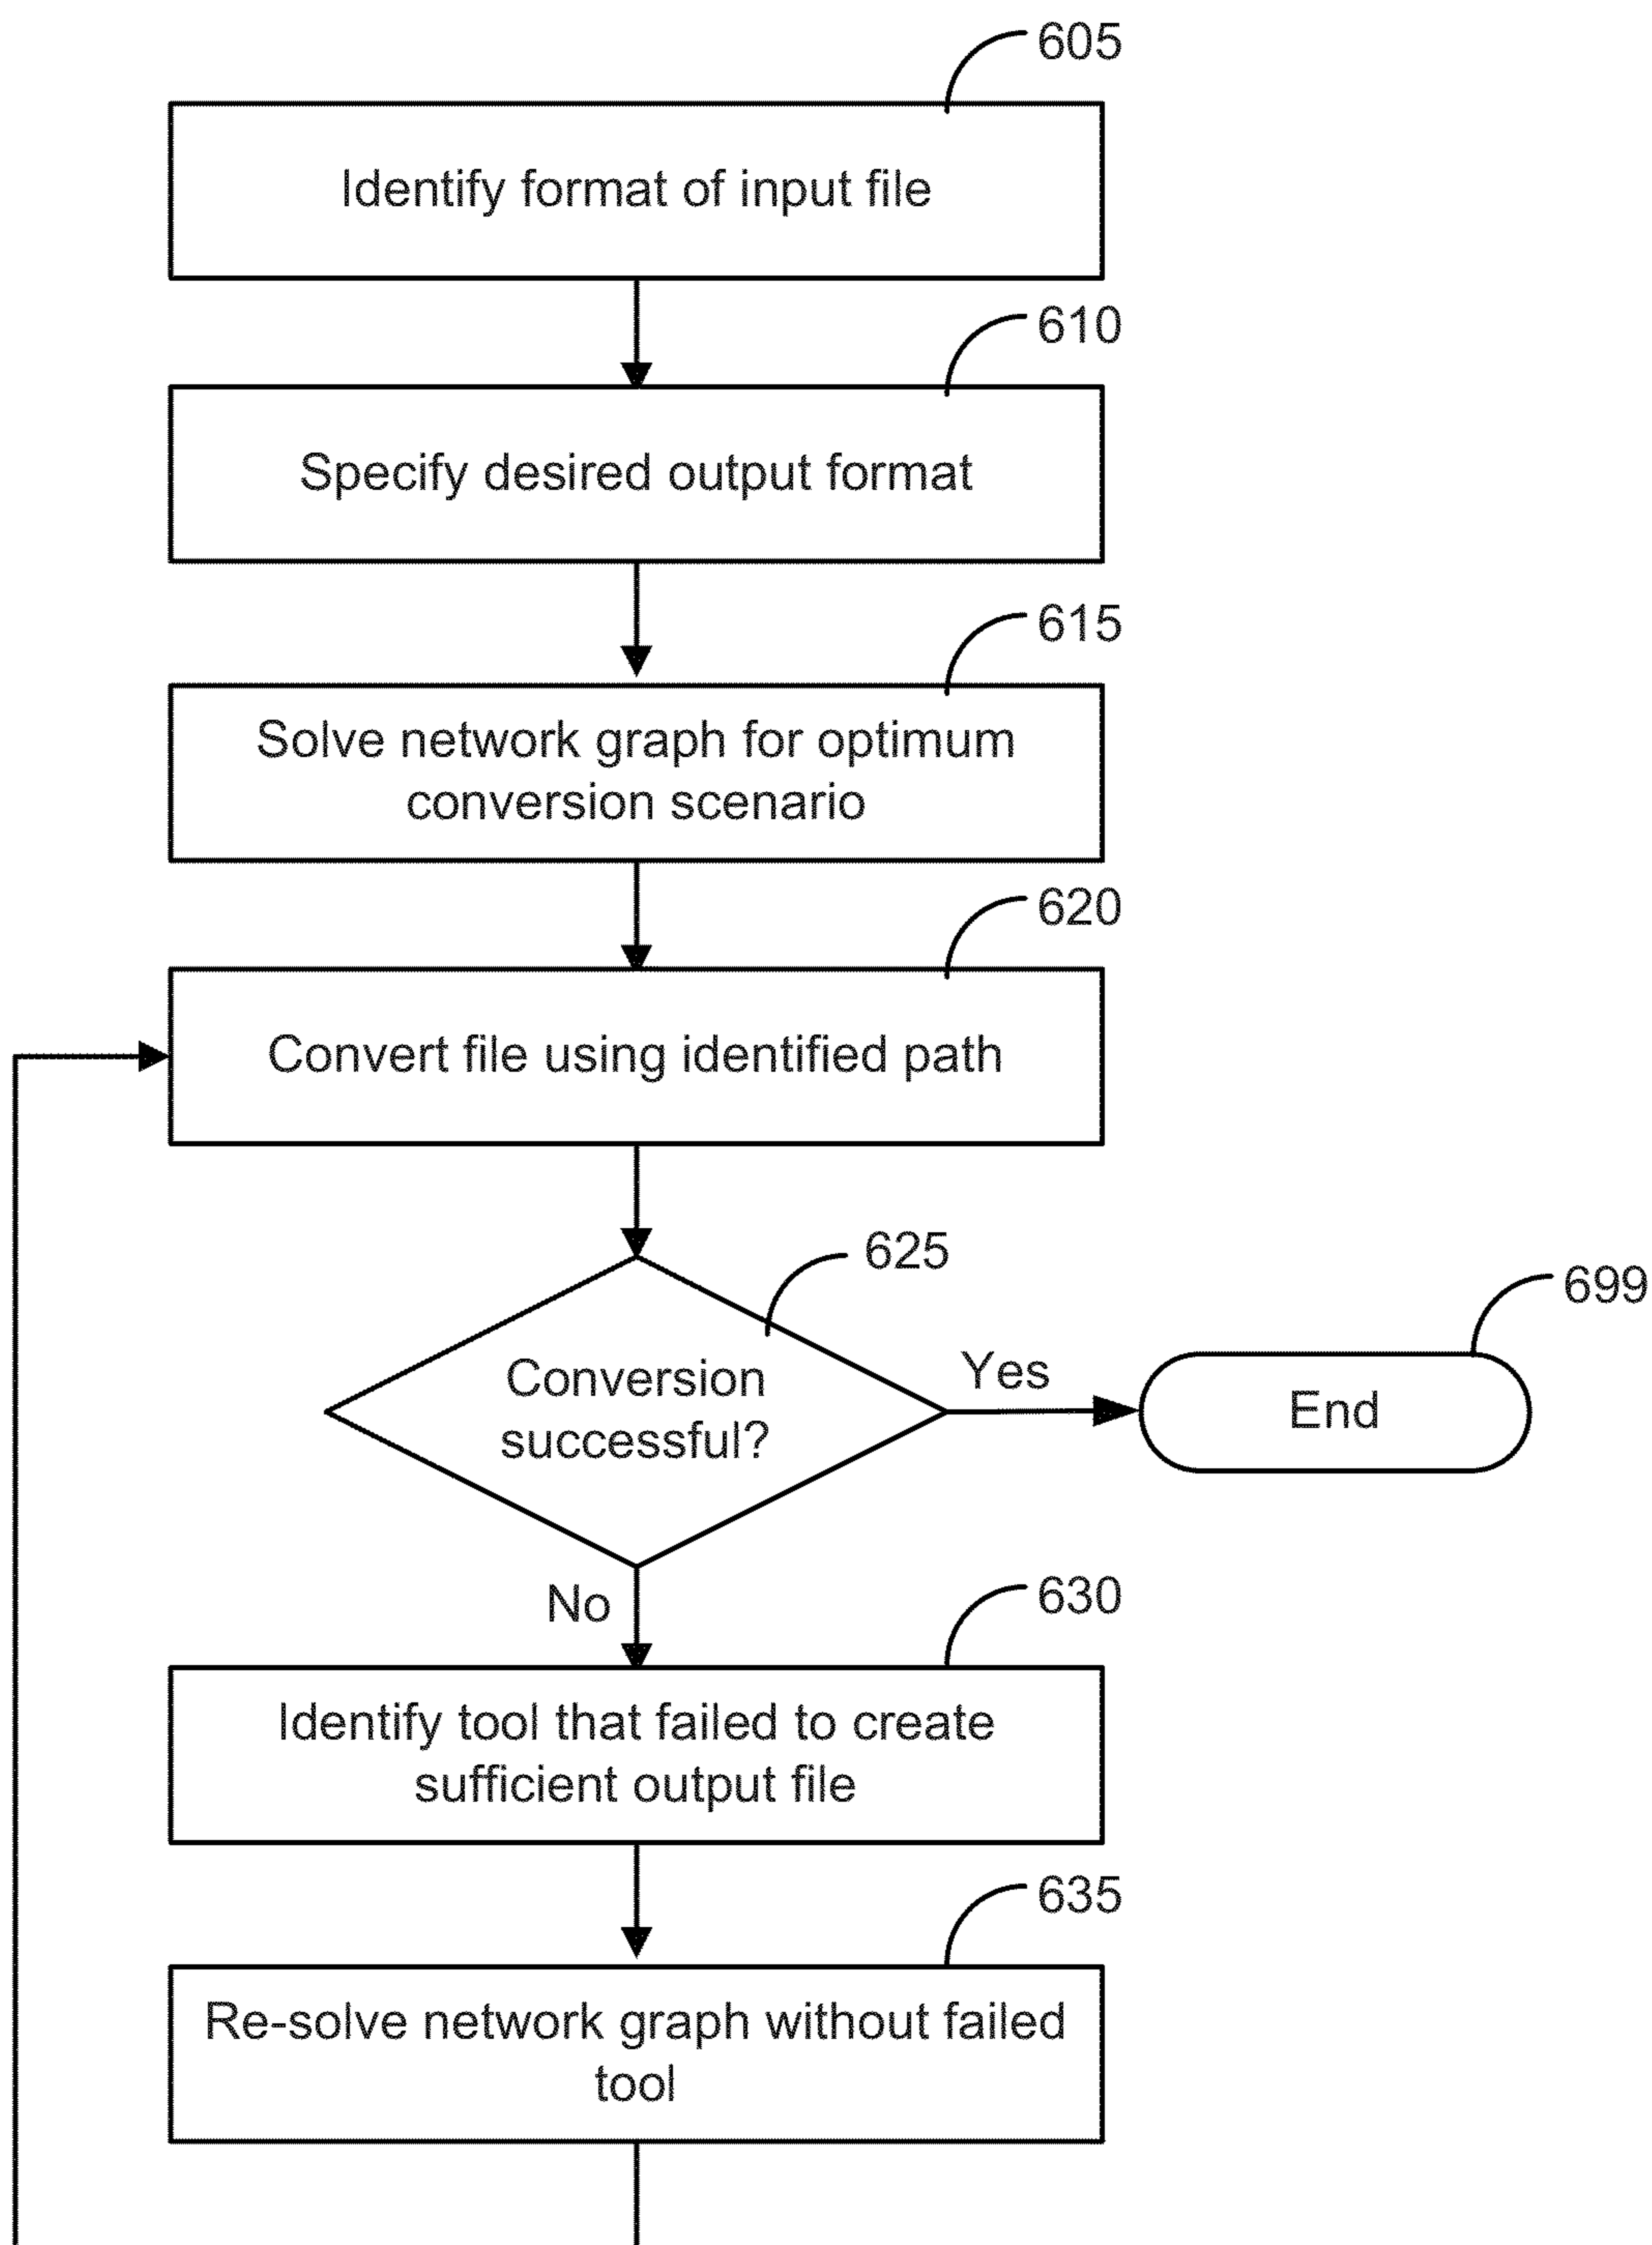 605
Identify format of input file
610
Specify desired output format
615
Solve network graph for optimum
conversion scenario
620
Convert file using identified path
625
Conversion
successful?
Yes
699
End
No
630
Identify tool that failed to create
sufficient output file
635
Re-solve network graph without failed
tool